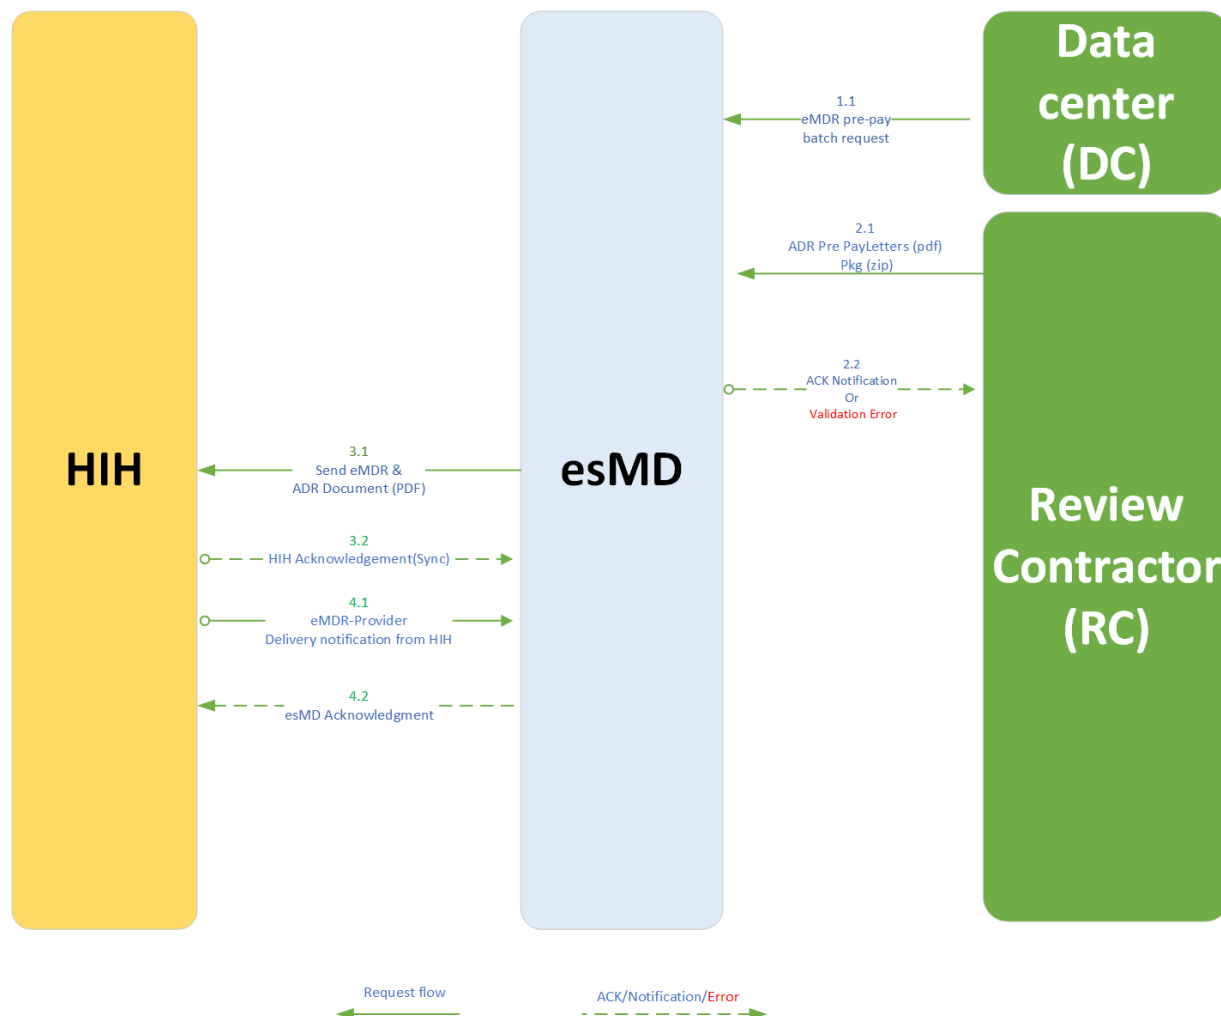 Data
center
(DC)
1.1
eMDR pre-pay
batch request
2.1
ADR Pre PayLetters (pdf)
Pkg (zip)
2.2
ACK Notification
Or
Validation Error
HIH
esMD
Review
Contractor
(RC)
3.1
Send eMDR &
ADR Document (PDF)
3.2
HIH Acknowledgement(Sync)
4.1
eMDR-Provider
Delivery notification from HIH
4.2
esMD Acknowledgment
Request flow
ACK/Notification/Error